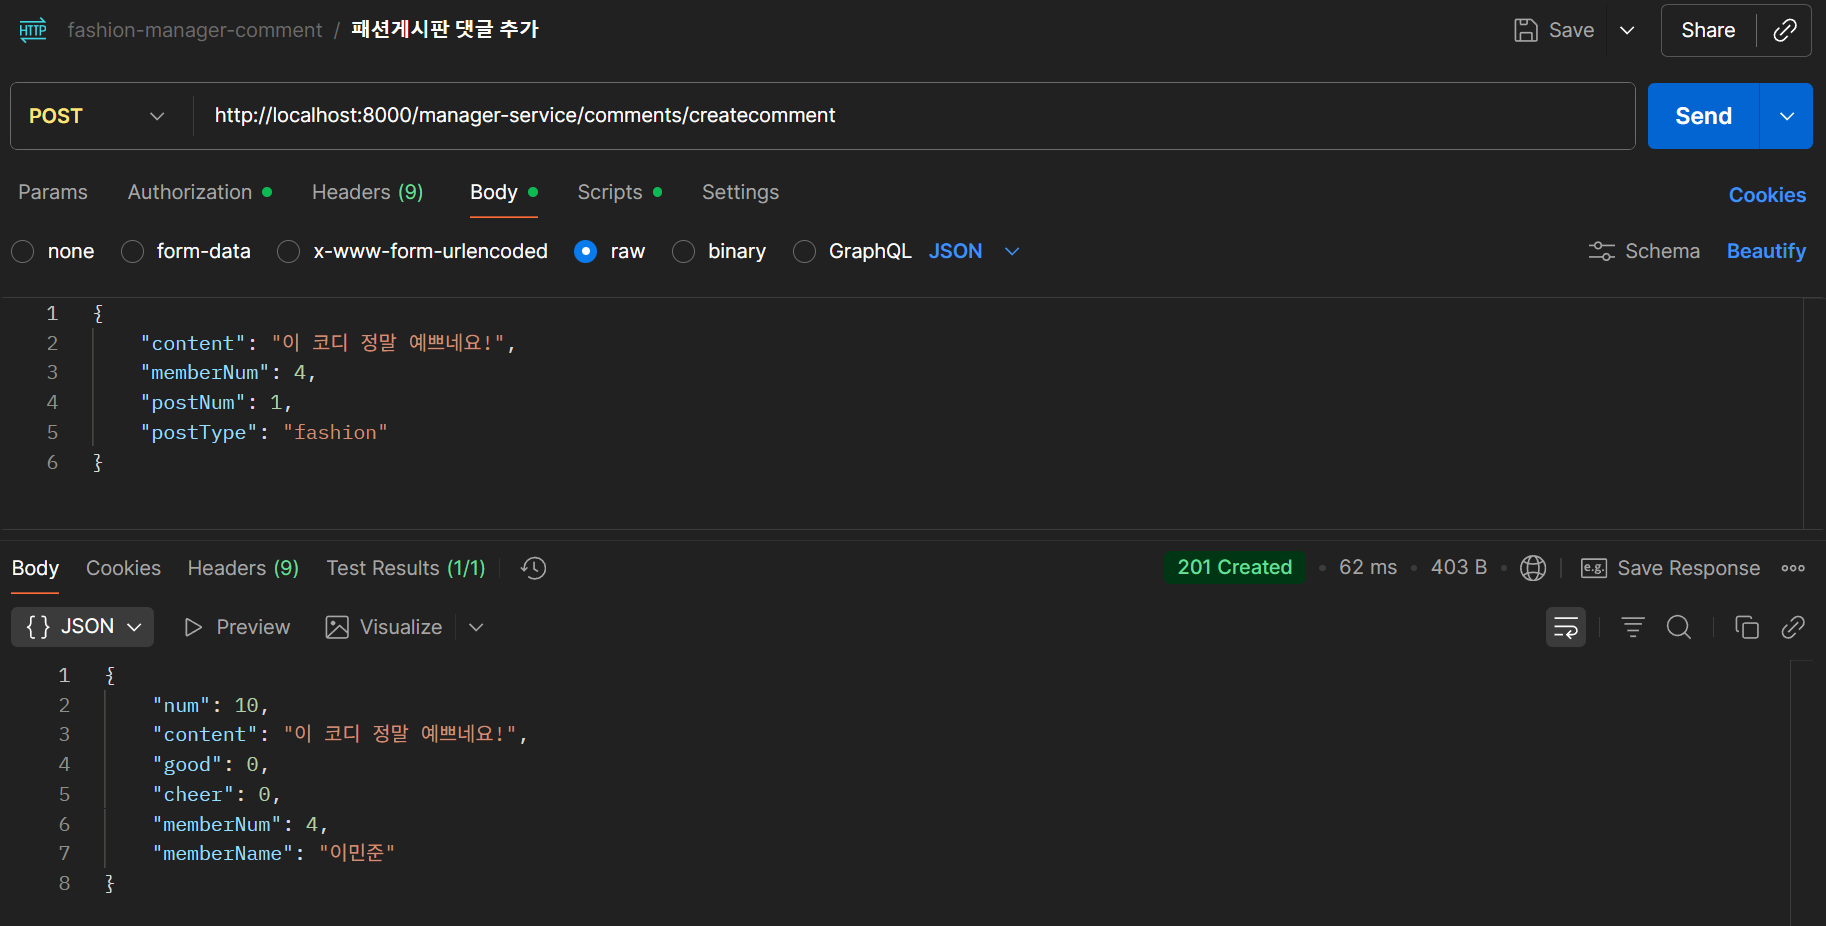 HTTP fashion-manager-comment / 패션게시판 댓글 추가 Save Share
POST http://localhost:8000/manager-service/comments/createcomment Send
Params Authorization Headers (9) Body Scripts Settings Cookies
none form-data x-www-form-urlencoded raw binary GraphQL JSON Schema Beautify
1 {
2 "content": "이 코디 정말 예쁘네요!",
3 "memberNum": 4,
4 "postNum": 1,
5 "postType": "fashion"
6 }
Body Cookies Headers (9) Test Results (1/1) 201 Created • 62 ms • 403 B • e.g. Save Response
{} JSON Preview Visualize
1 {
2 "num": 10,
3 "content": "이 코디 정말 예쁘네요!",
4 "good": 0,
5 "cheer": 0,
6 "memberNum": 4,
7 "memberName": "이민준"
8 }